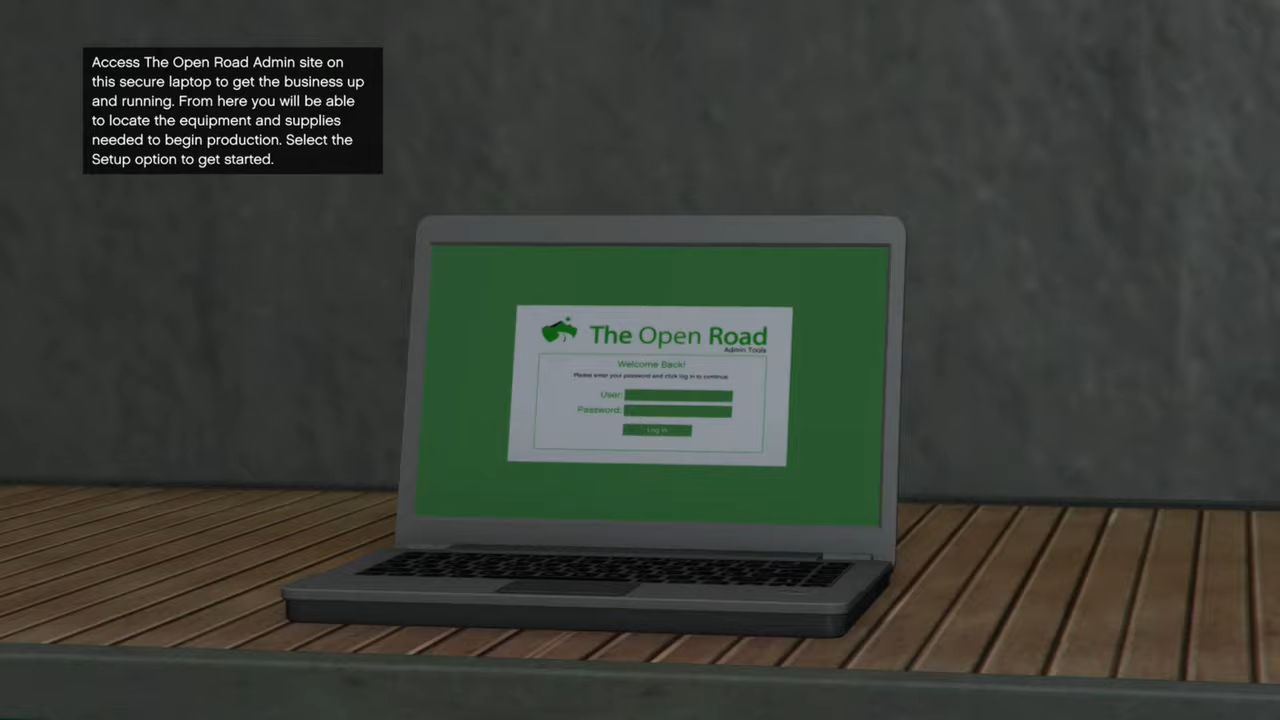 Access The Open Road Admin site on
this secure laptop to get the business up
and running. From here you will be able
to locate the equipment and supplies
needed to begin production. Select the
Setup option to get started.
The Open Road
Admin Tools
Welcome Back!
Please enter your password and click log in to continue.
User:
Password:
Log In